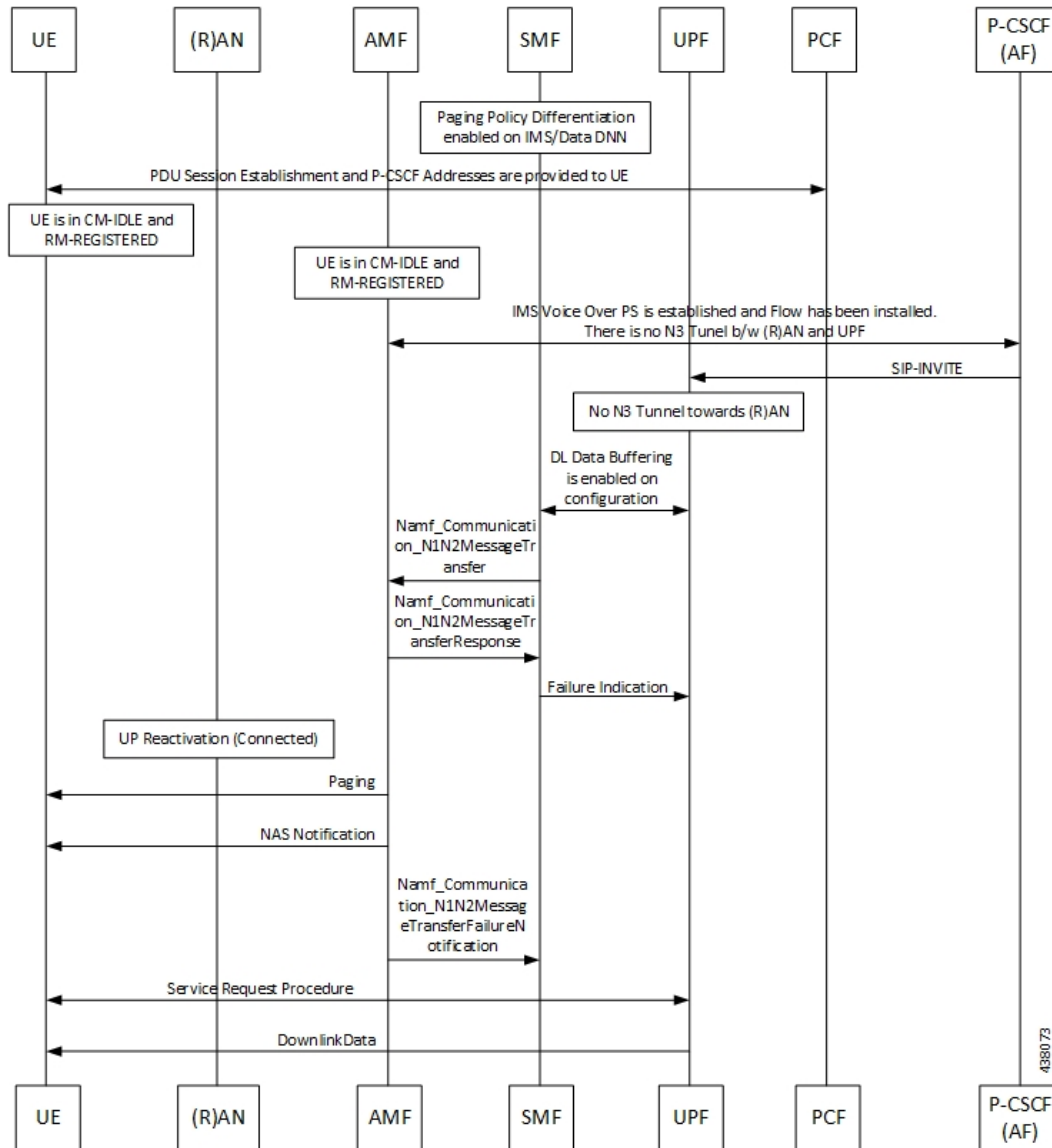 UE
(R)AN
AMF
SMF
UPF
PCF
P-CSCF
(AF)
Paging Policy Differentiation
enabled on IMS/Data DNN
PDU Session Establishment and P-CSCF Addresses are provided to UE
UE is in CM-IDLE and
RM-REGISTERED
UE is in CM-IDLE and
RM-REGISTERED
IMS Voice Over PS is established and Flow has been installed.
There is no N3 Tunel b/w (R)AN and UPF
SIP-INVITE
No N3 Tunnel towards (R)AN
DL Data Buffering
is enabled on
configuration
Namf_Communicati
on_N1N2MessageTr
ansfer
Namf_Communicati
on_N1N2MessageTr
ansferResponse
Failure Indication
UP Reactivation (Connected)
Paging
NAS Notification
Namf_Communica
tion_N1N2Messag
eTransferFailureN
otification
Service Request Procedure
Downlink Data
438073
UE
(R)AN
AMF
SMF
UPF
PCF
P-CSCF
(AF)